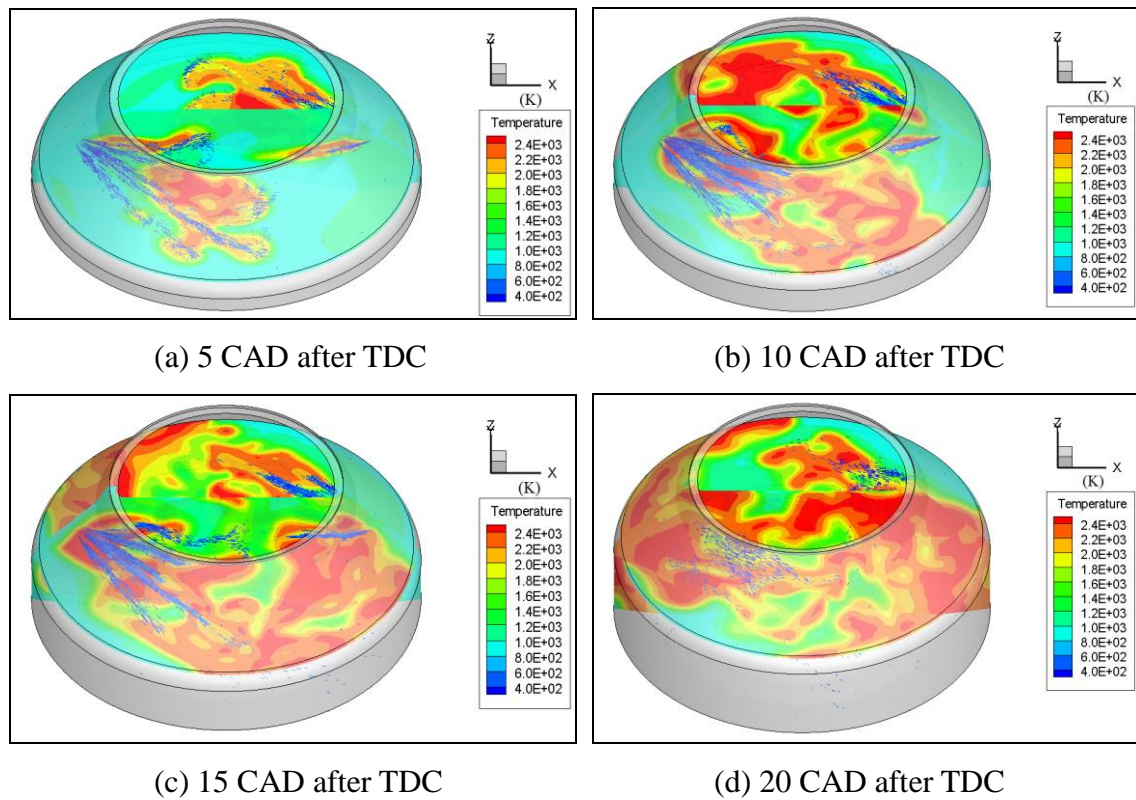 Z
X
(K)
Temperature
2.4E+03
2.2E+03
2.0E+03
1.8E+03
1.6E+03
1.4E+03
1.2E+03
1.0E+03
8.0E+02
6.0E+02
4.0E+02
(a) 5 CAD after TDC
Z
X
(K)
Temperature
2.4E+03
2.2E+03
2.0E+03
1.8E+03
1.6E+03
1.4E+03
1.2E+03
1.0E+03
8.0E+02
6.0E+02
4.0E+02
(b) 10 CAD after TDC
Z
X
(K)
Temperature
2.4E+03
2.2E+03
2.0E+03
1.8E+03
1.6E+03
1.4E+03
1.2E+03
1.0E+03
8.0E+02
6.0E+02
4.0E+02
(c) 15 CAD after TDC
Z
X
(K)
Temperature
2.4E+03
2.2E+03
2.0E+03
1.8E+03
1.6E+03
1.4E+03
1.2E+03
1.0E+03
8.0E+02
6.0E+02
4.0E+02
(d) 20 CAD after TDC